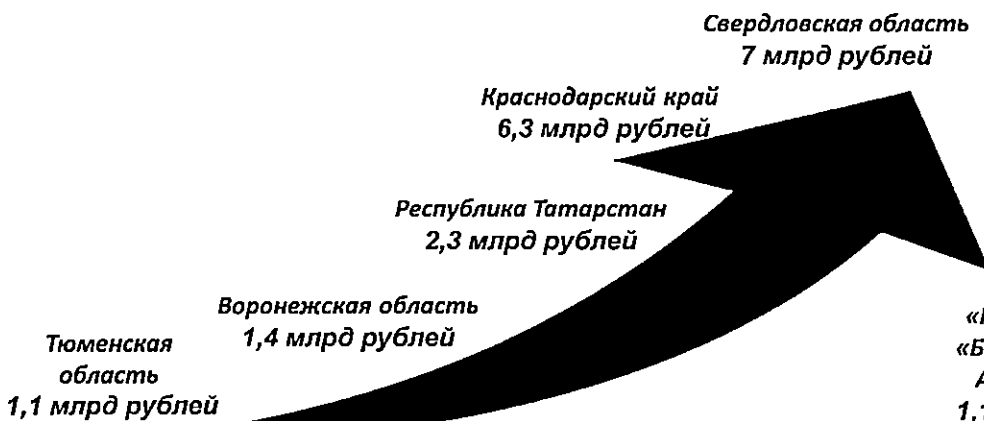 Свердловская область
7 млрд рублей
Краснодарский край
6,3 млрд рублей
Республика Татарстан
2,3 млрд рублей
Воронежская область
1,4 млрд рублей
Тюменская
область
1,1 млрд рублей